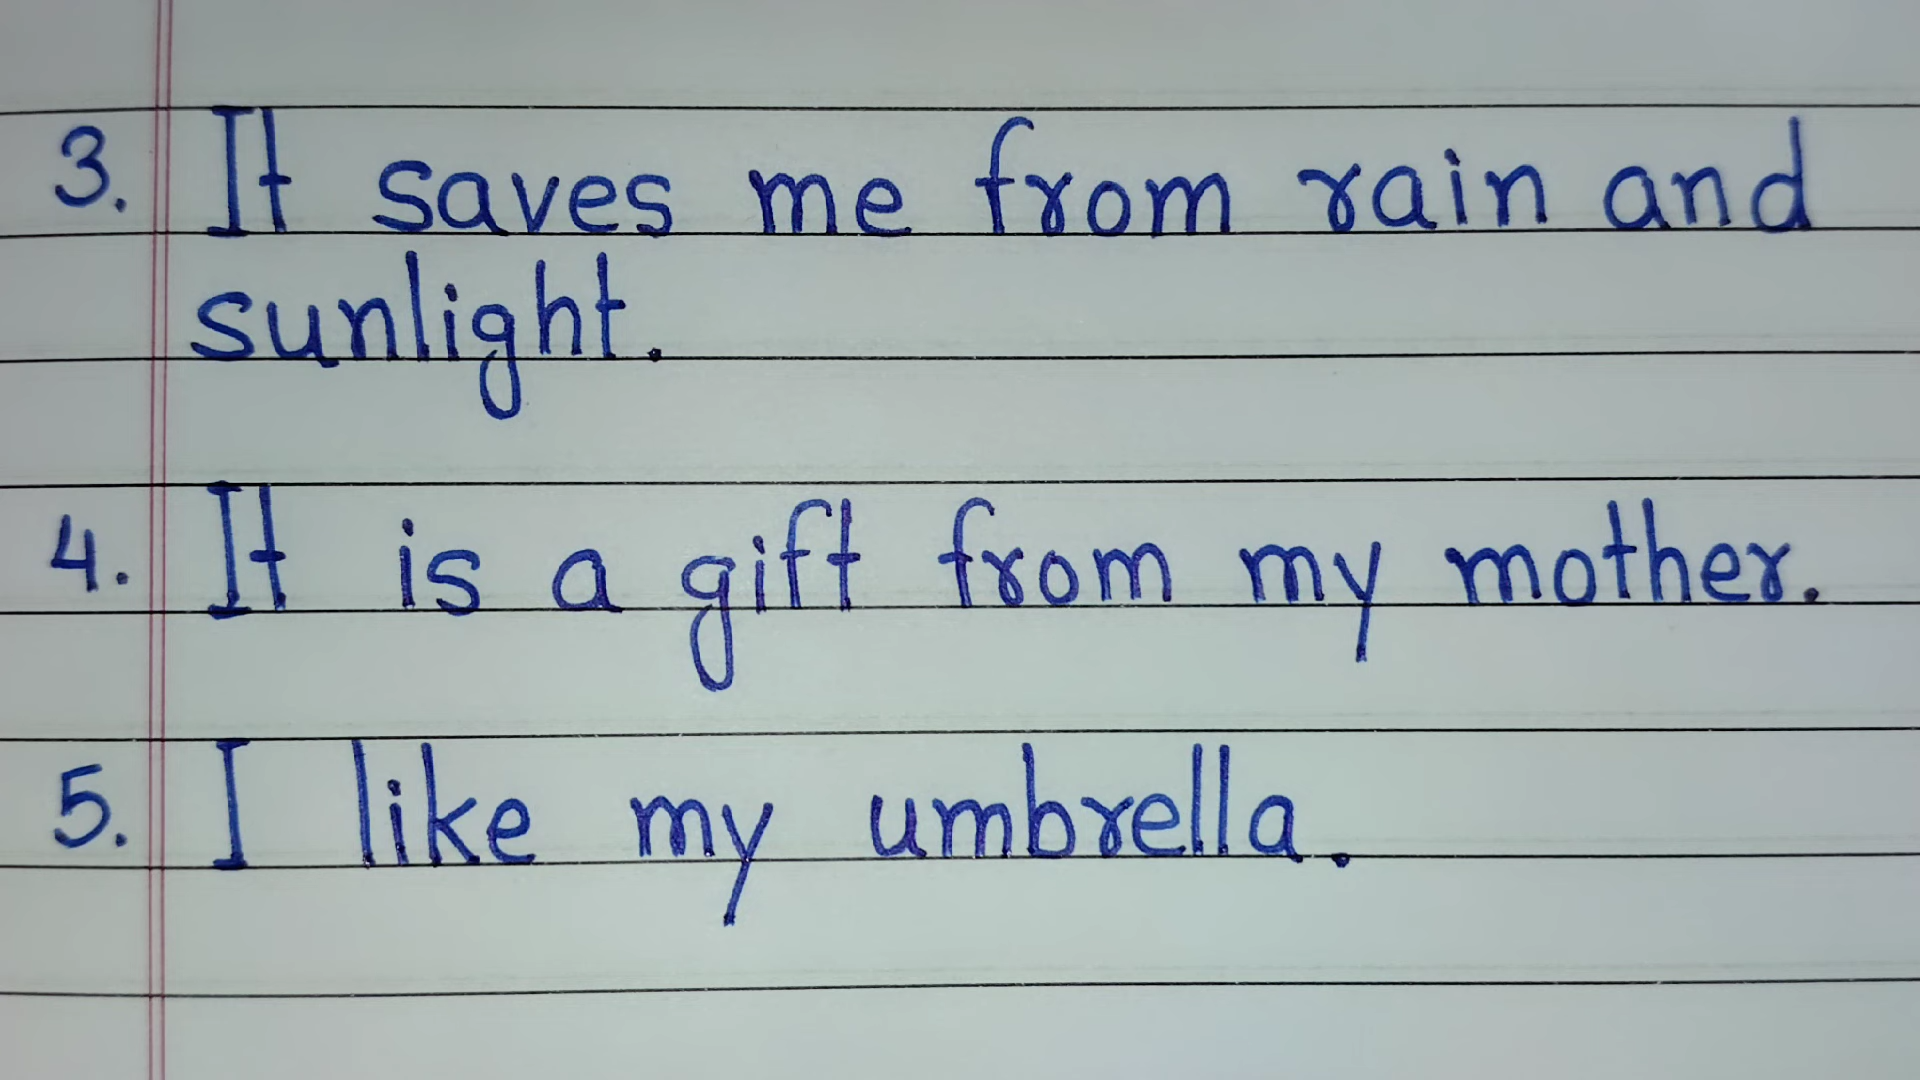 3. It saves me from rain and
sunlight.
4. It is a gift from my mother.
5. I like my umbrella.